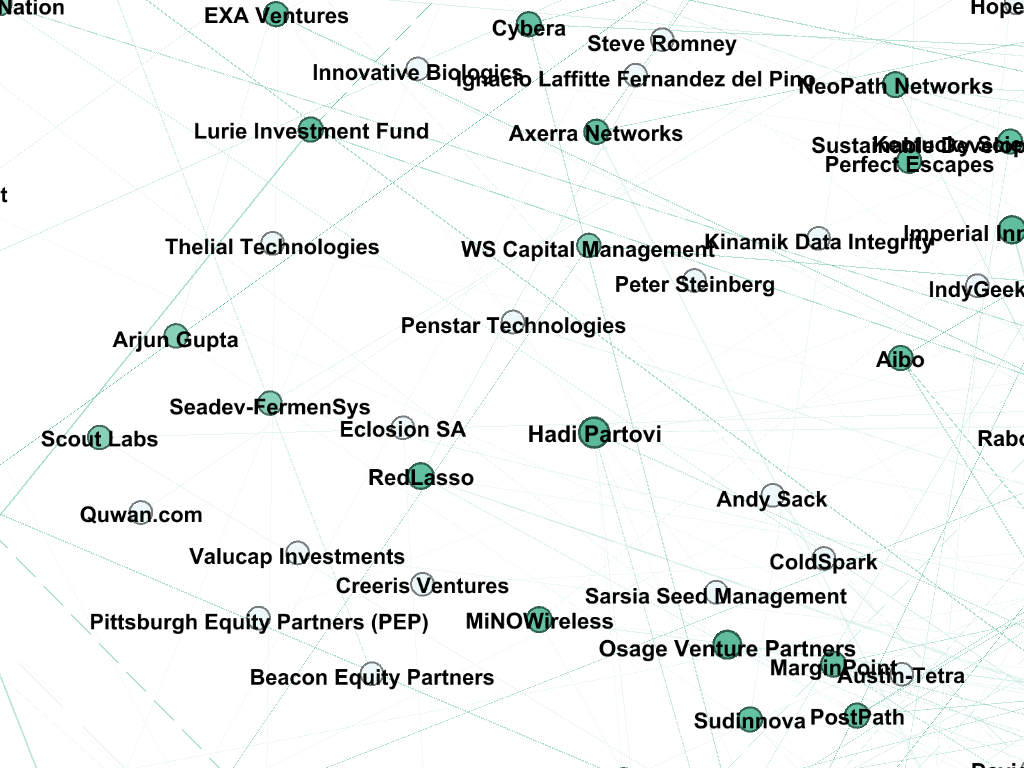 Nation
EXA Ventures
Cybera
Hope
Steve Romney
Innovative Biologics
Ignacio Laffitte Fernandez del Pino
NeoPath Networks
Lurie Investment Fund
Axerra Networks
Perfect Escapes
t
Imperial Inn
Thelial Technologies
WS Capital Management
Kinamik Data Integrity
Peter Steinberg
IndyGeek
Penstar Technologies
Arjun Gupta
Aibo
Seadev-FermenSys
Eclosion SA
Hadi Partovi
Scout Labs
Rabo
RedLasso
Andy Sack
Quwan.com
Valucap Investments
ColdSpark
Creeris Ventures
Sarsia Seed Management
Pittsburgh Equity Partners (PEP)
MiNOWireless
Osage Venture Partners
MarginPoint
Austin-Tetra
Beacon Equity Partners
Sudinnova
PostPath